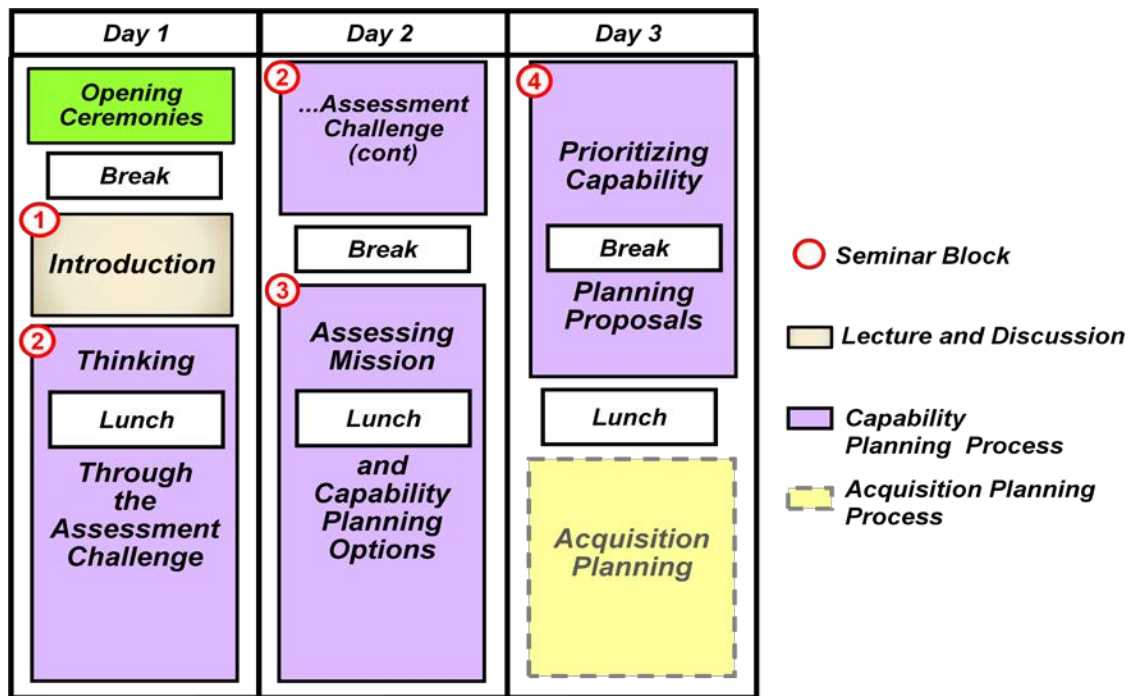 Day 1
Opening
Ceremonies
Break
1
Introduction
2
Thinking
Lunch
Through
the
Assessment
Challenge
Day 2
2
...Assessment
Challenge
(cont)
Break
3
Assessing
Mission
Lunch
and
Capability
Planning
Options
Day 3
4
Prioritizing
Capability
Break
Planning
Proposals
Lunch
Acquisition
Planning
Seminar Block
Lecture and Discussion
Capability
Planning Process
Acquisition Planning
Process